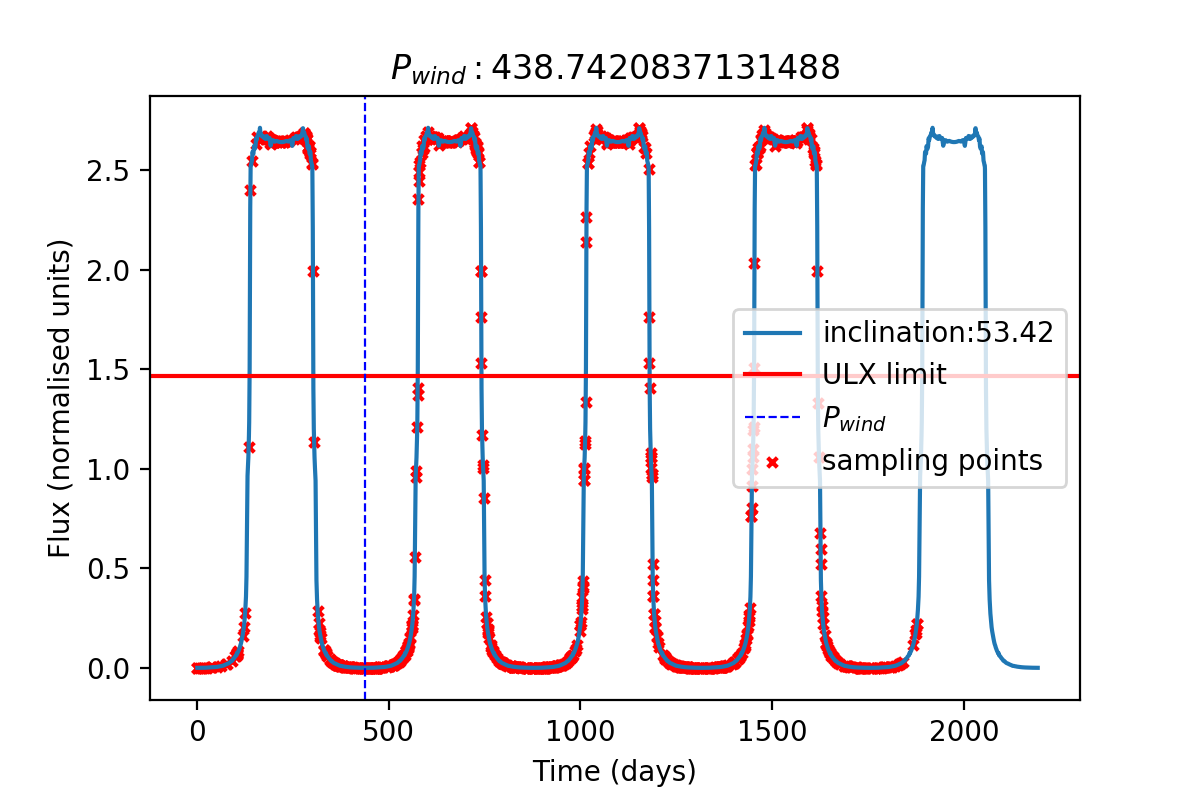 P_wind : 438.7420837131488
Flux (normalised units)
2.5
2.0
1.5
1.0
0.5
0.0
inclination:53.42
ULX limit
P_wind
sampling points
0 500 1000 1500 2000
Time (days)